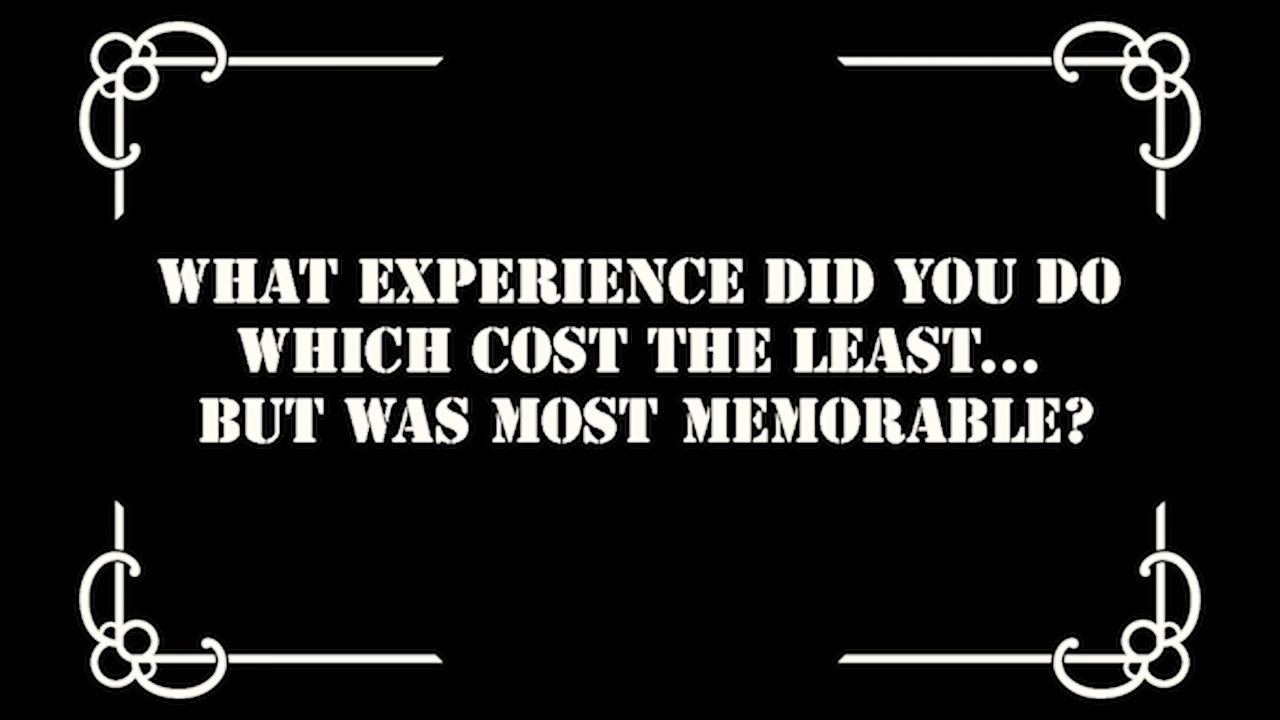 WHAT EXPERIENCE DID YOU DO
WHICH COST THE LEAST...
BUT WAS MOST MEMORABLE?